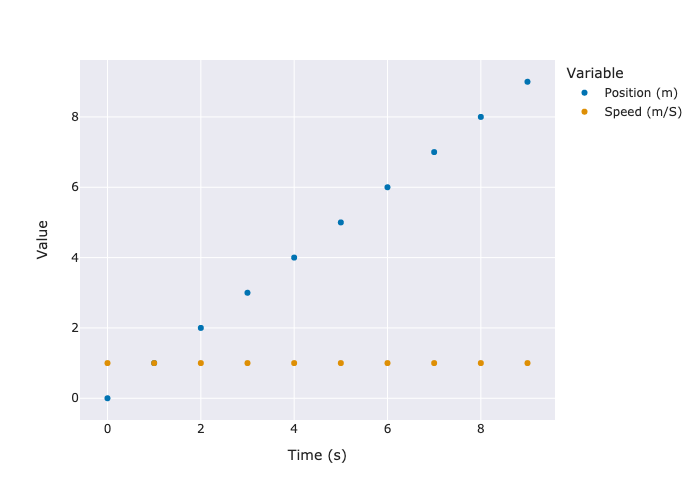 Variable
Position (m)
Speed (m/S)
8
6
4
2
0
Value
0 2 4 6 8
Time (s)